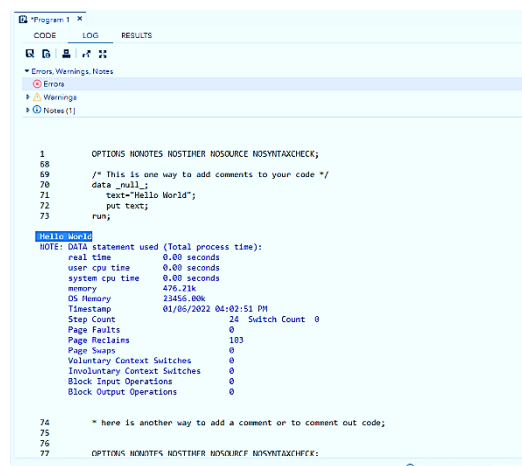 *Program 1 ×
CODE LOG RESULTS
Errors, Warnings, Notes
Errors
Warnings
Notes (1)
1 OPTIONS NONOTES NOSTIMER NOSOURCE NOSYNTAXCHECK;
68
69 /* This is one way to add comments to your code */
70 data _null_;
71 text="Hello World";
72 put text;
73 run;
Hello World
NOTE: DATA statement used (Total process time):
real time 0.00 seconds
user cpu time 0.00 seconds
system cpu time 0.00 seconds
memory 476.21k
OS Memory 23456.00k
Timestamp 01/06/2022 04:02:51 PM
Step Count 24 Switch Count 0
Page Faults 0
Page Reclaims 103
Page Swaps 0
Voluntary Context Switches 0
Involuntary Context Switches 0
Block Input Operations 0
Block Output Operations 0
74 * here is another way to add a comment or to comment out code;
75
76
77 OPTIONS NONOTES NOSTIMER NOSOURCE NOSYNTAXCHECK;